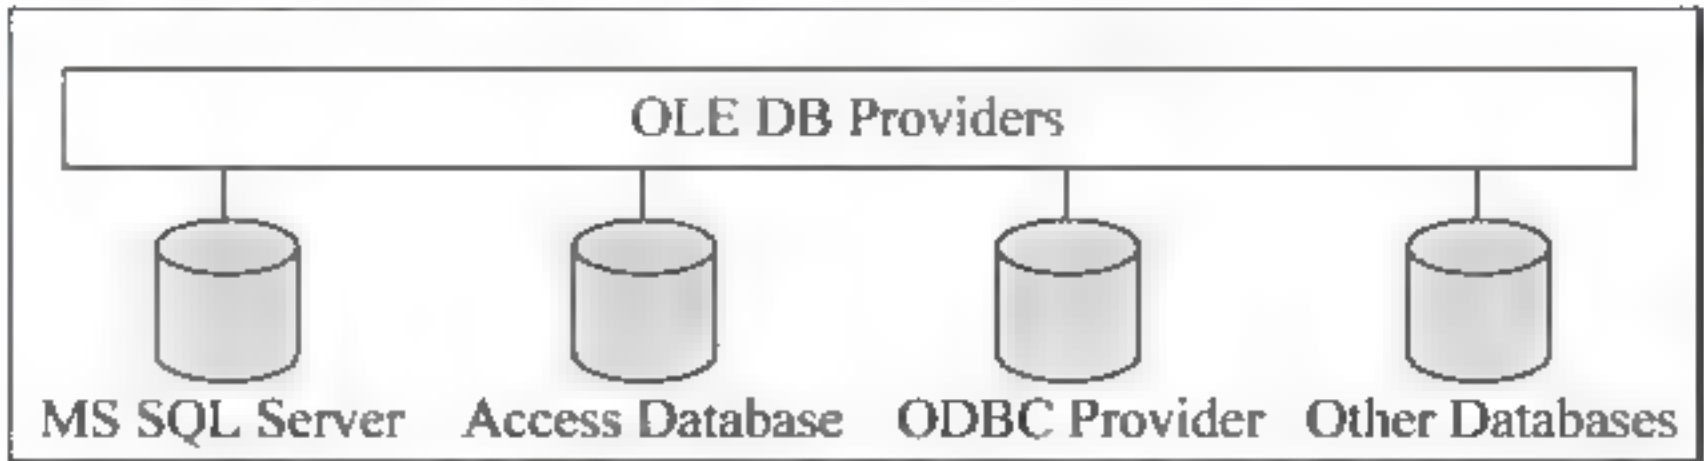 OLE DB Providers
MS SQL Server Access Database ODBC Provider Other Databases